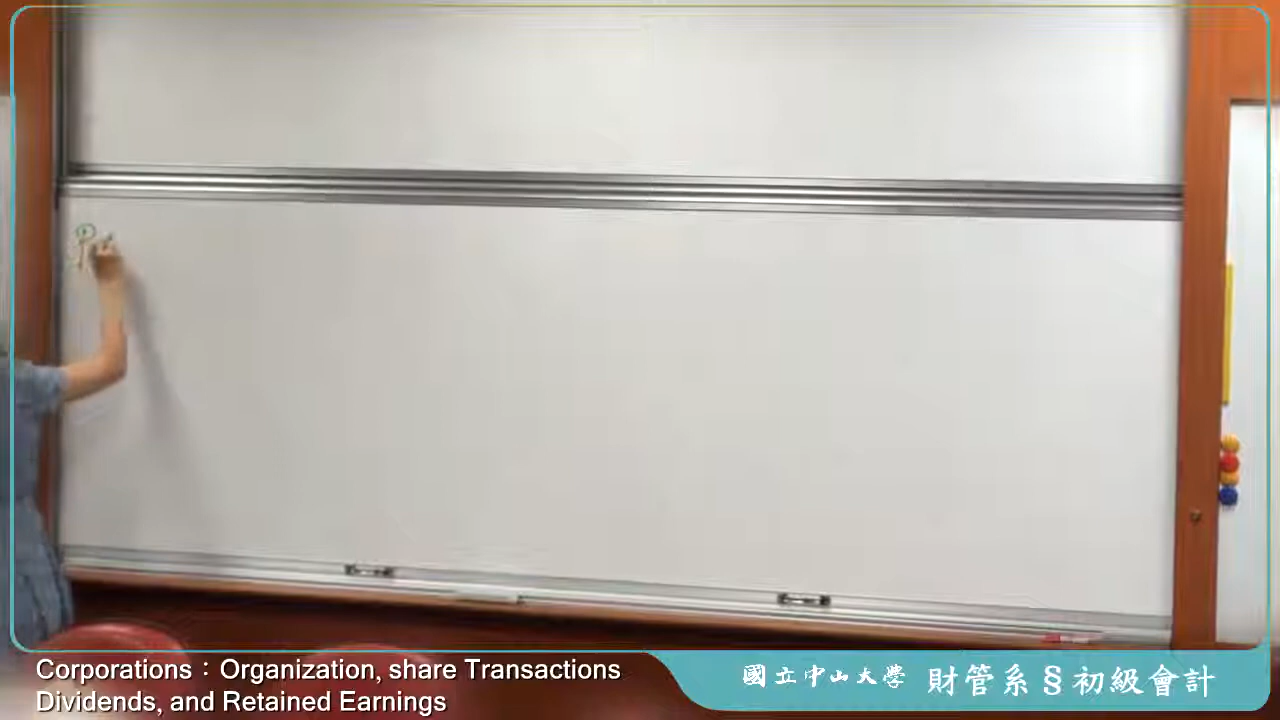 Corporations：Organization, share Transactions
Dividends, and Retained Earnings
國立中山大學 財管系 § 初級會計